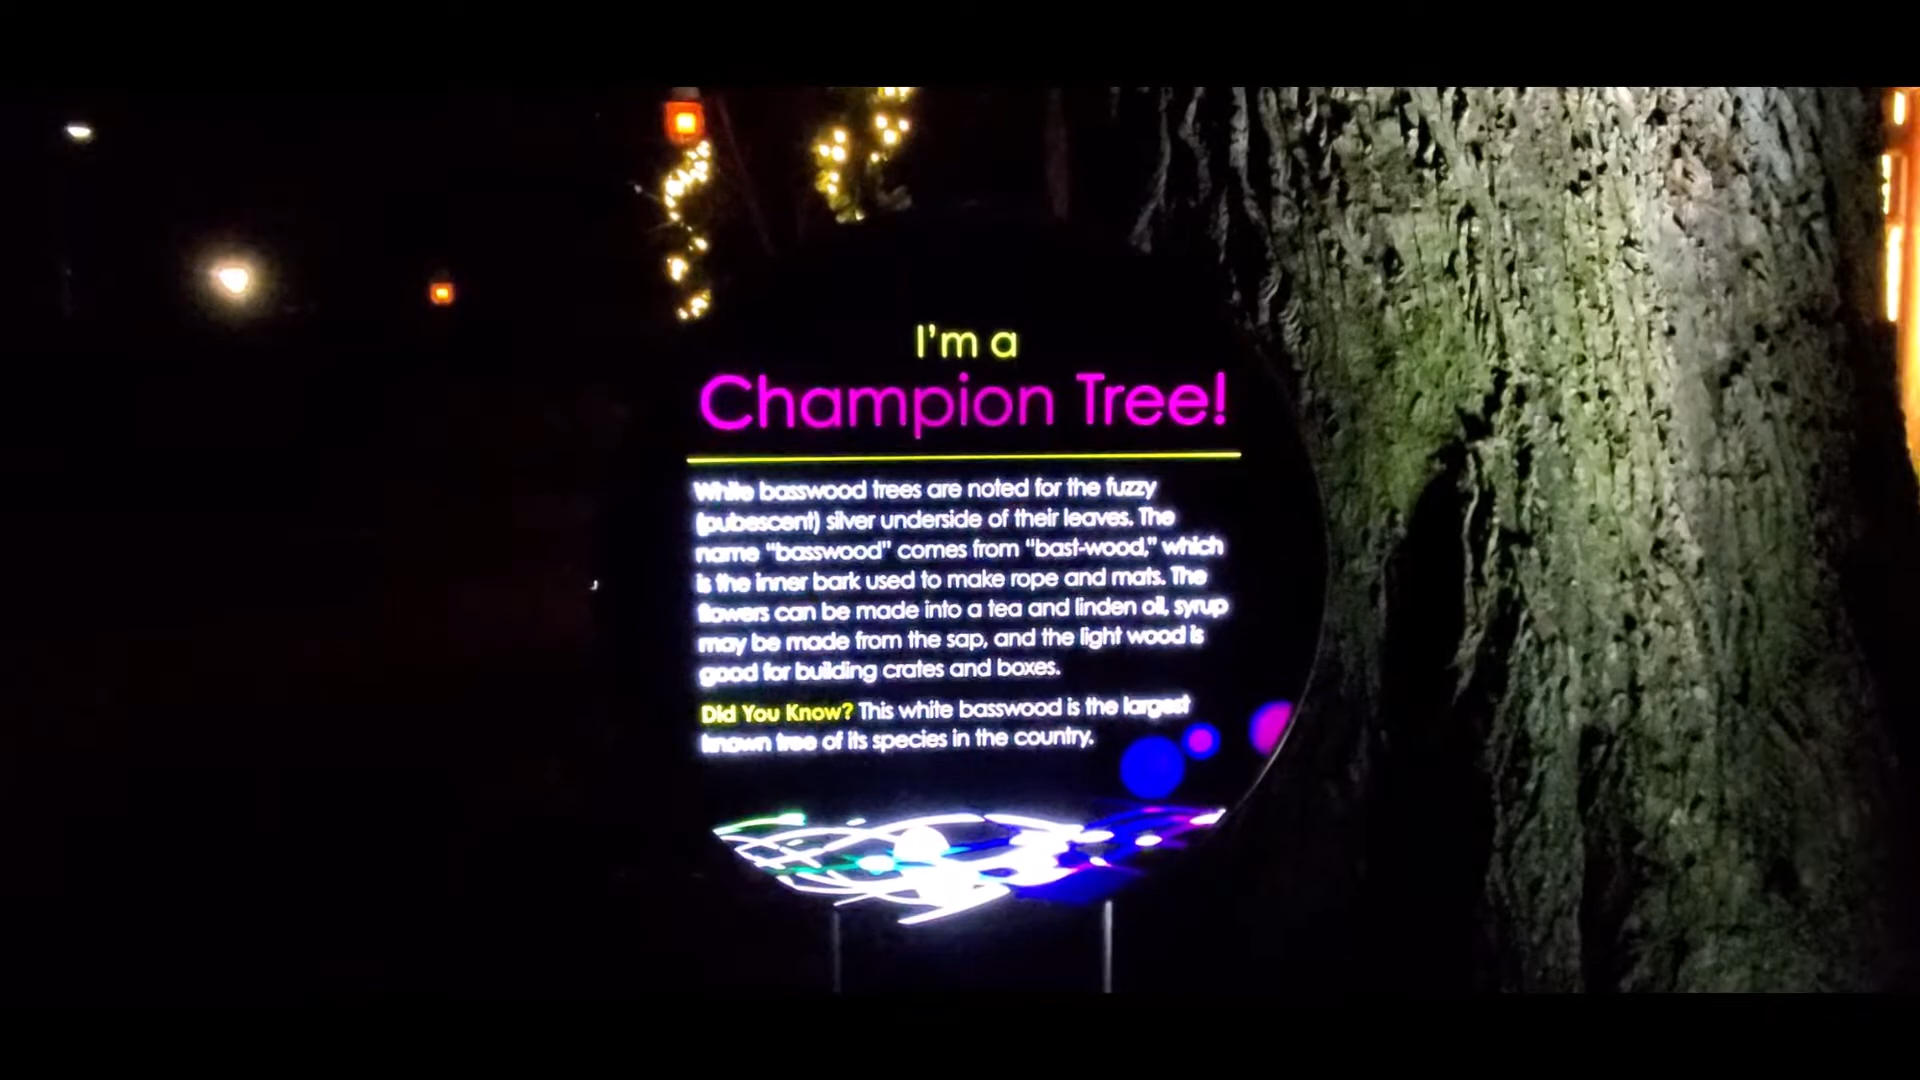 I'm a
Champion Tree!
White basswood trees are noted for the fuzzy
(pubescent) silver underside of their leaves. The
name "basswood" comes from "bast-wood," which
is the inner bark used to make rope and mats. The
flowers can be made into a tea and linden oil, syrup
may be made from the sap, and the light wood is
good for building crates and boxes.
Did You Know? This white basswood is the largest
known tree of its species in the country.